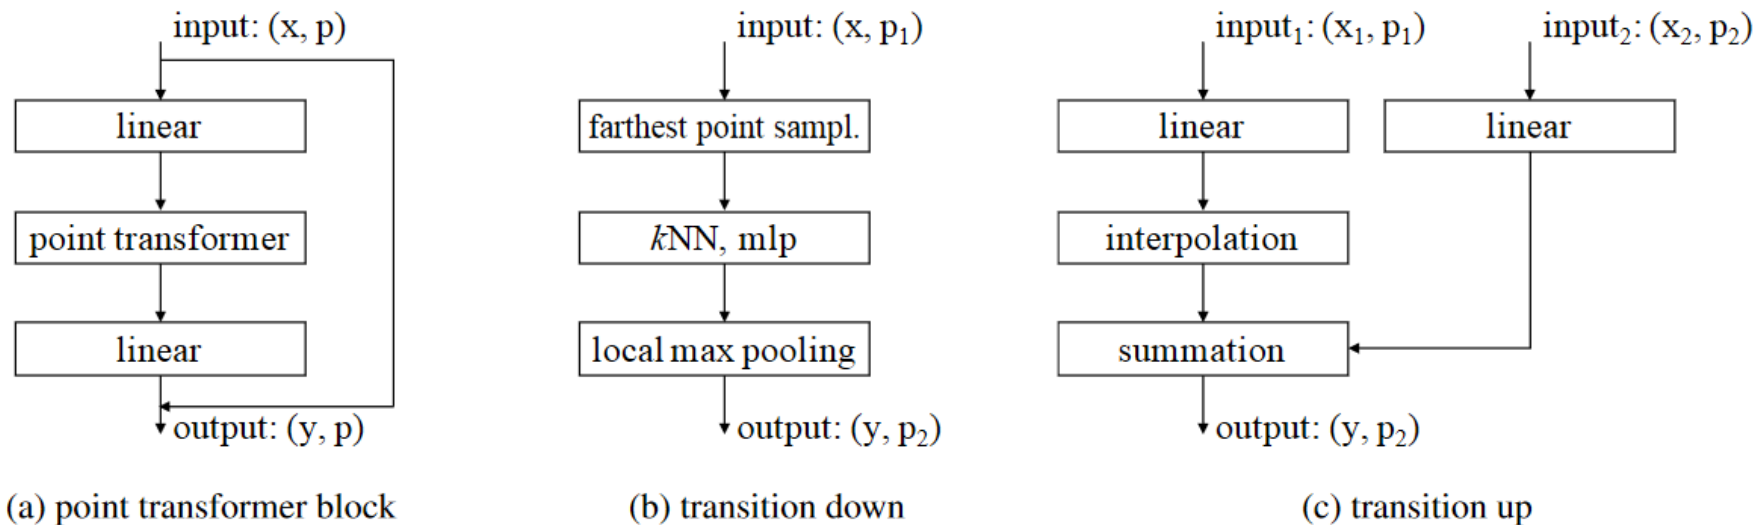 input: (x, p)
linear
point transformer
linear
output: (y, p)
(a) point transformer block
input: (x, p₁)
farthest point sampl.
kNN, mlp
local max pooling
output: (y, p₂)
(b) transition down
input₁: (x₁, p₁)
input₂: (x₂, p₂)
linear
linear
interpolation
summation
output: (y, p₂)
(c) transition up